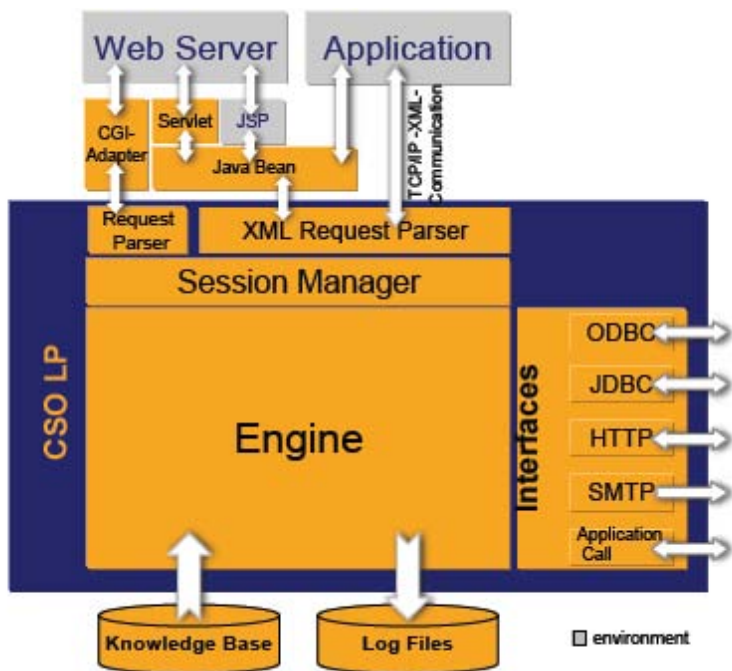 Web Server
Application
CGI-
Adapter
Servlet
JSP
Java Bean
TCP/IP -XML-
Communication
Request
Parser
XML Request Parser
Session Manager
CSO LP
Engine
Interfaces
ODBC
JDBC
HTTP
SMTP
Application
Call
Knowledge Base
Log Files
environment